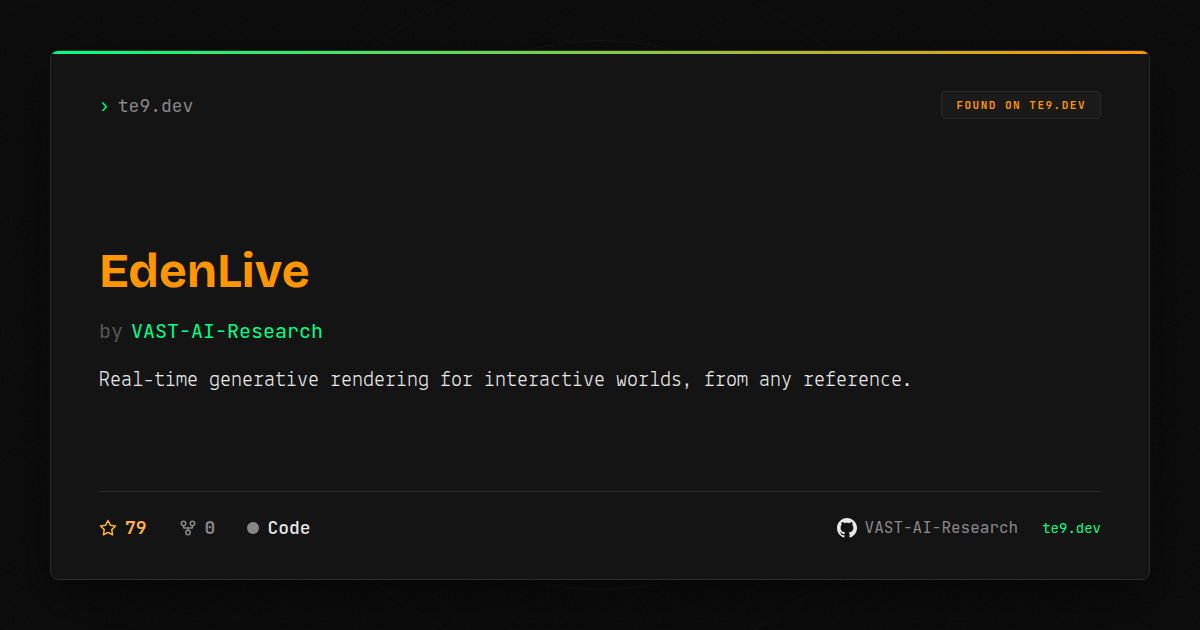 › te9.dev
FOUND ON TE9.DEV
EdenLive
by VAST-AI-Research
Real-time generative rendering for interactive worlds, from any reference.
79 0 Code
VAST-AI-Research te9.dev